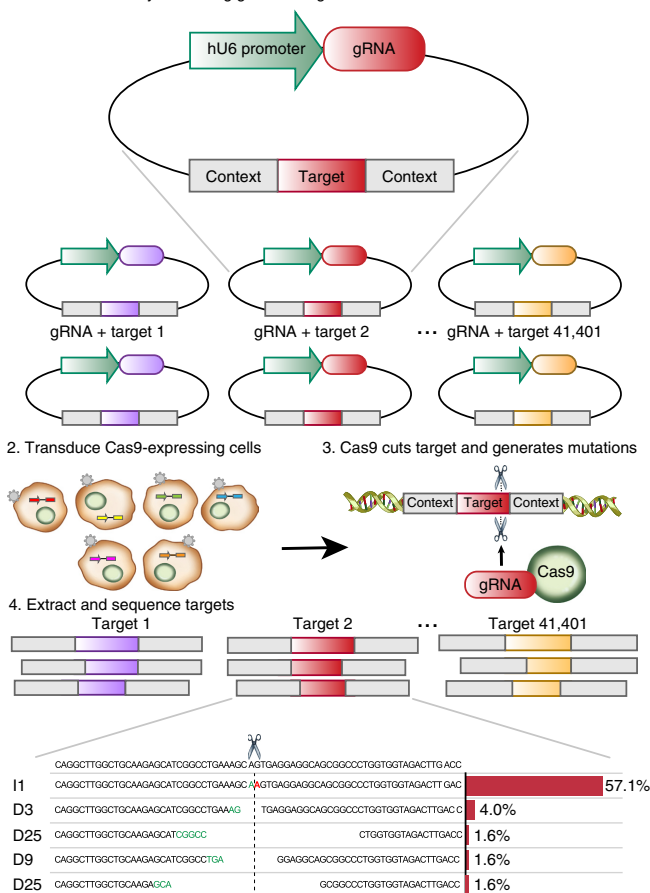 hU6 promoter gRNA
Context Target Context
gRNA + target 1 gRNA + target 2 ... gRNA + target 41,401
2. Transduce Cas9-expressing cells 3. Cas9 cuts target and generates mutations
Context Target Context
gRNA Cas9
4. Extract and sequence targets
Target 1 Target 2 ... Target 41,401
CAGGCTTGGCTGCAAGAGCATCGGCCTGAAAGC AGTGAGGAGGCAGCGGCCCTGGTGGTAGACTTGACC
I1 CAGGCTTGGCTGCAAGAGCATCGGCCTGAAAGC AAGTGAGGAGGCAGCGGCCCTGGTGGTAGACTTGAC 57.1%
D3 CAGGCTTGGCTGCAAGAGCATCGGCCTGAAAG TGAGGAGGCAGCGGCCCTGGTGGTAGACTTGACC 4.0%
D25 CAGGCTTGGCTGCAAGAGCATCGGCC CTGGTGGTAGACTTGACC 1.6%
D9 CAGGCTTGGCTGCAAGAGCATCGGCCTGA GGAGGCAGCGGCCCTGGTGGTAGACTTGACC 1.6%
D25 CAGGCTTGGCTGCAAGAGCA GCGGCCCTGGTGGTAGACTTGACC 1.6%